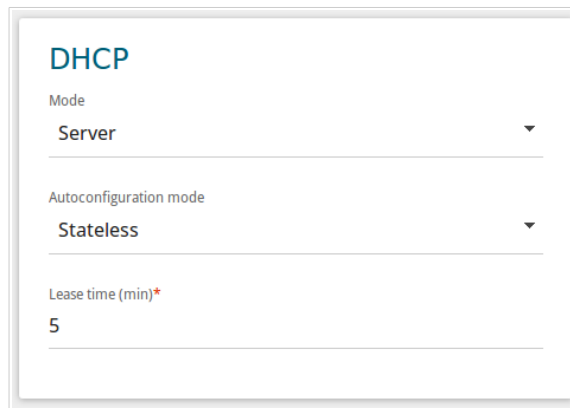 DHCP
Mode
Server
Autoconfiguration mode
Stateless
Lease time (min)*
5